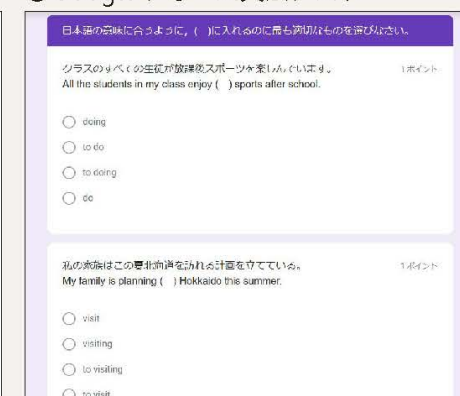 日本語の意味に合うように，（　）に入れるのに最も適切なものを選びなさい。
クラスのすべての生徒が放課後スポーツを楽しんでいます。
1 ポイント
All the students in my class enjoy (　) sports after school.
doing
to do
to doing
do
私の家族はこの夏北海道を訪れる計画を立てている。
1 ポイント
My family is planning (　) Hokkaido this summer.
visit
visiting
to visiting
to visit